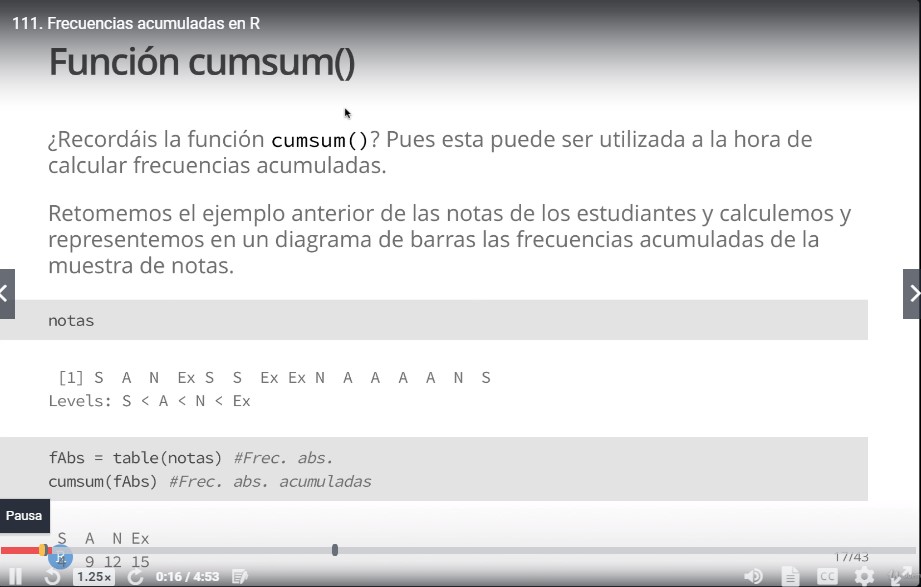 111. Frecuencias acumuladas en R
Función cumsum()
¿Recordáis la función cumsum()? Pues esta puede ser utilizada a la hora de
calcular frecuencias acumuladas.
Retomemos el ejemplo anterior de las notas de los estudiantes y calculemos y
representemos en un diagrama de barras las frecuencias acumuladas de la
muestra de notas.
notas
[1] S A N Ex S S Ex Ex N A A A A N S
Levels: S < A < N < Ex
fAbs = table(notas) #Frec. abs.
cumsum(fAbs) #Frec. abs. acumuladas
Pausa
S A N Ex
4 9 12 15
17/43
1.25×
0:16 / 4:53
CC